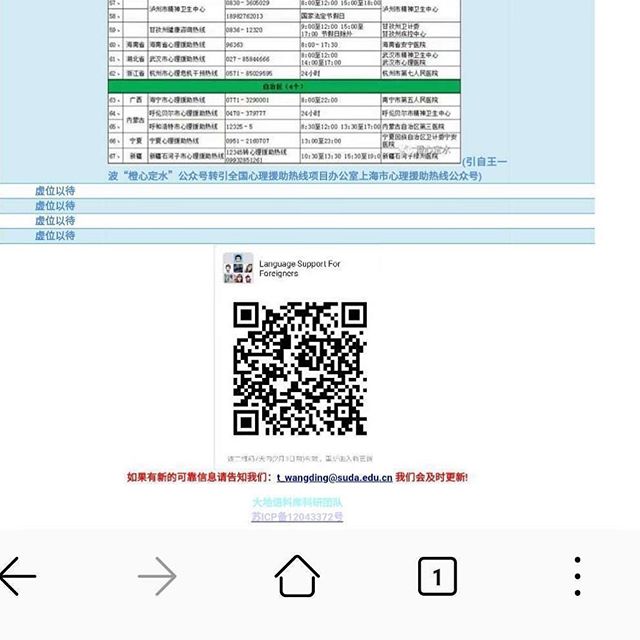 57、 0830-3605029 8:00至12:00 15:00至18:00
泸州市精神卫生中心 泸州市精神卫生中心
58、 18982762013 国家法定节假日
59、 甘孜州健康咨询热线 0836-12320 9:00至12:00 15:00至17:00 节假日除外 甘孜州卫计委 甘孜州疾控中心
60、 海南省 海南省心理援助热线 96363 8:00-17:30 海南省安宁医院
61、 湖北省 武汉市心理援助热线 027-85844666 8:00至12:00 14:00至17:00 武汉市精神卫生中心 武汉市心理医院
62、 浙江省 杭州市心理危机干预热线 0571-85029595 24小时 杭州市第七人民医院
自治区(4个)
63、 广西 南宁市心理援助热线 0771-3290001 8:00至22:00 南宁市第五人民医院
64、 内蒙古 呼伦贝尔市心理援助热线 24小时 呼伦贝尔市精神卫生中心
65、 呼和浩特市心理援助热线 12325-5 8:30至12:00 13:30至17:00 内蒙古自治区第三医院
66、 宁夏 宁夏心理援助热线 0951-2160707 13:00至23:00 宁夏回族自治区卫计委宁安医院
67、 新疆 新疆石河子市心理援助热线 12345转心理援助热线 09932851261 10:30至13:30 15:30至19:0 新疆石河子绿洲医院
橙心定水
(引自王一
波“橙心定水”公众号转引全国心理援助热线项目办公室上海市心理援助热线公众号)
虚位以待
虚位以待
虚位以待
虚位以待
Language Support For
Foreigners
如果有新的可靠信息请告知我们：t_wangding@suda.edu.cn 我们会及时更新!
大地语料库科研团队
苏ICP备12043372号
1